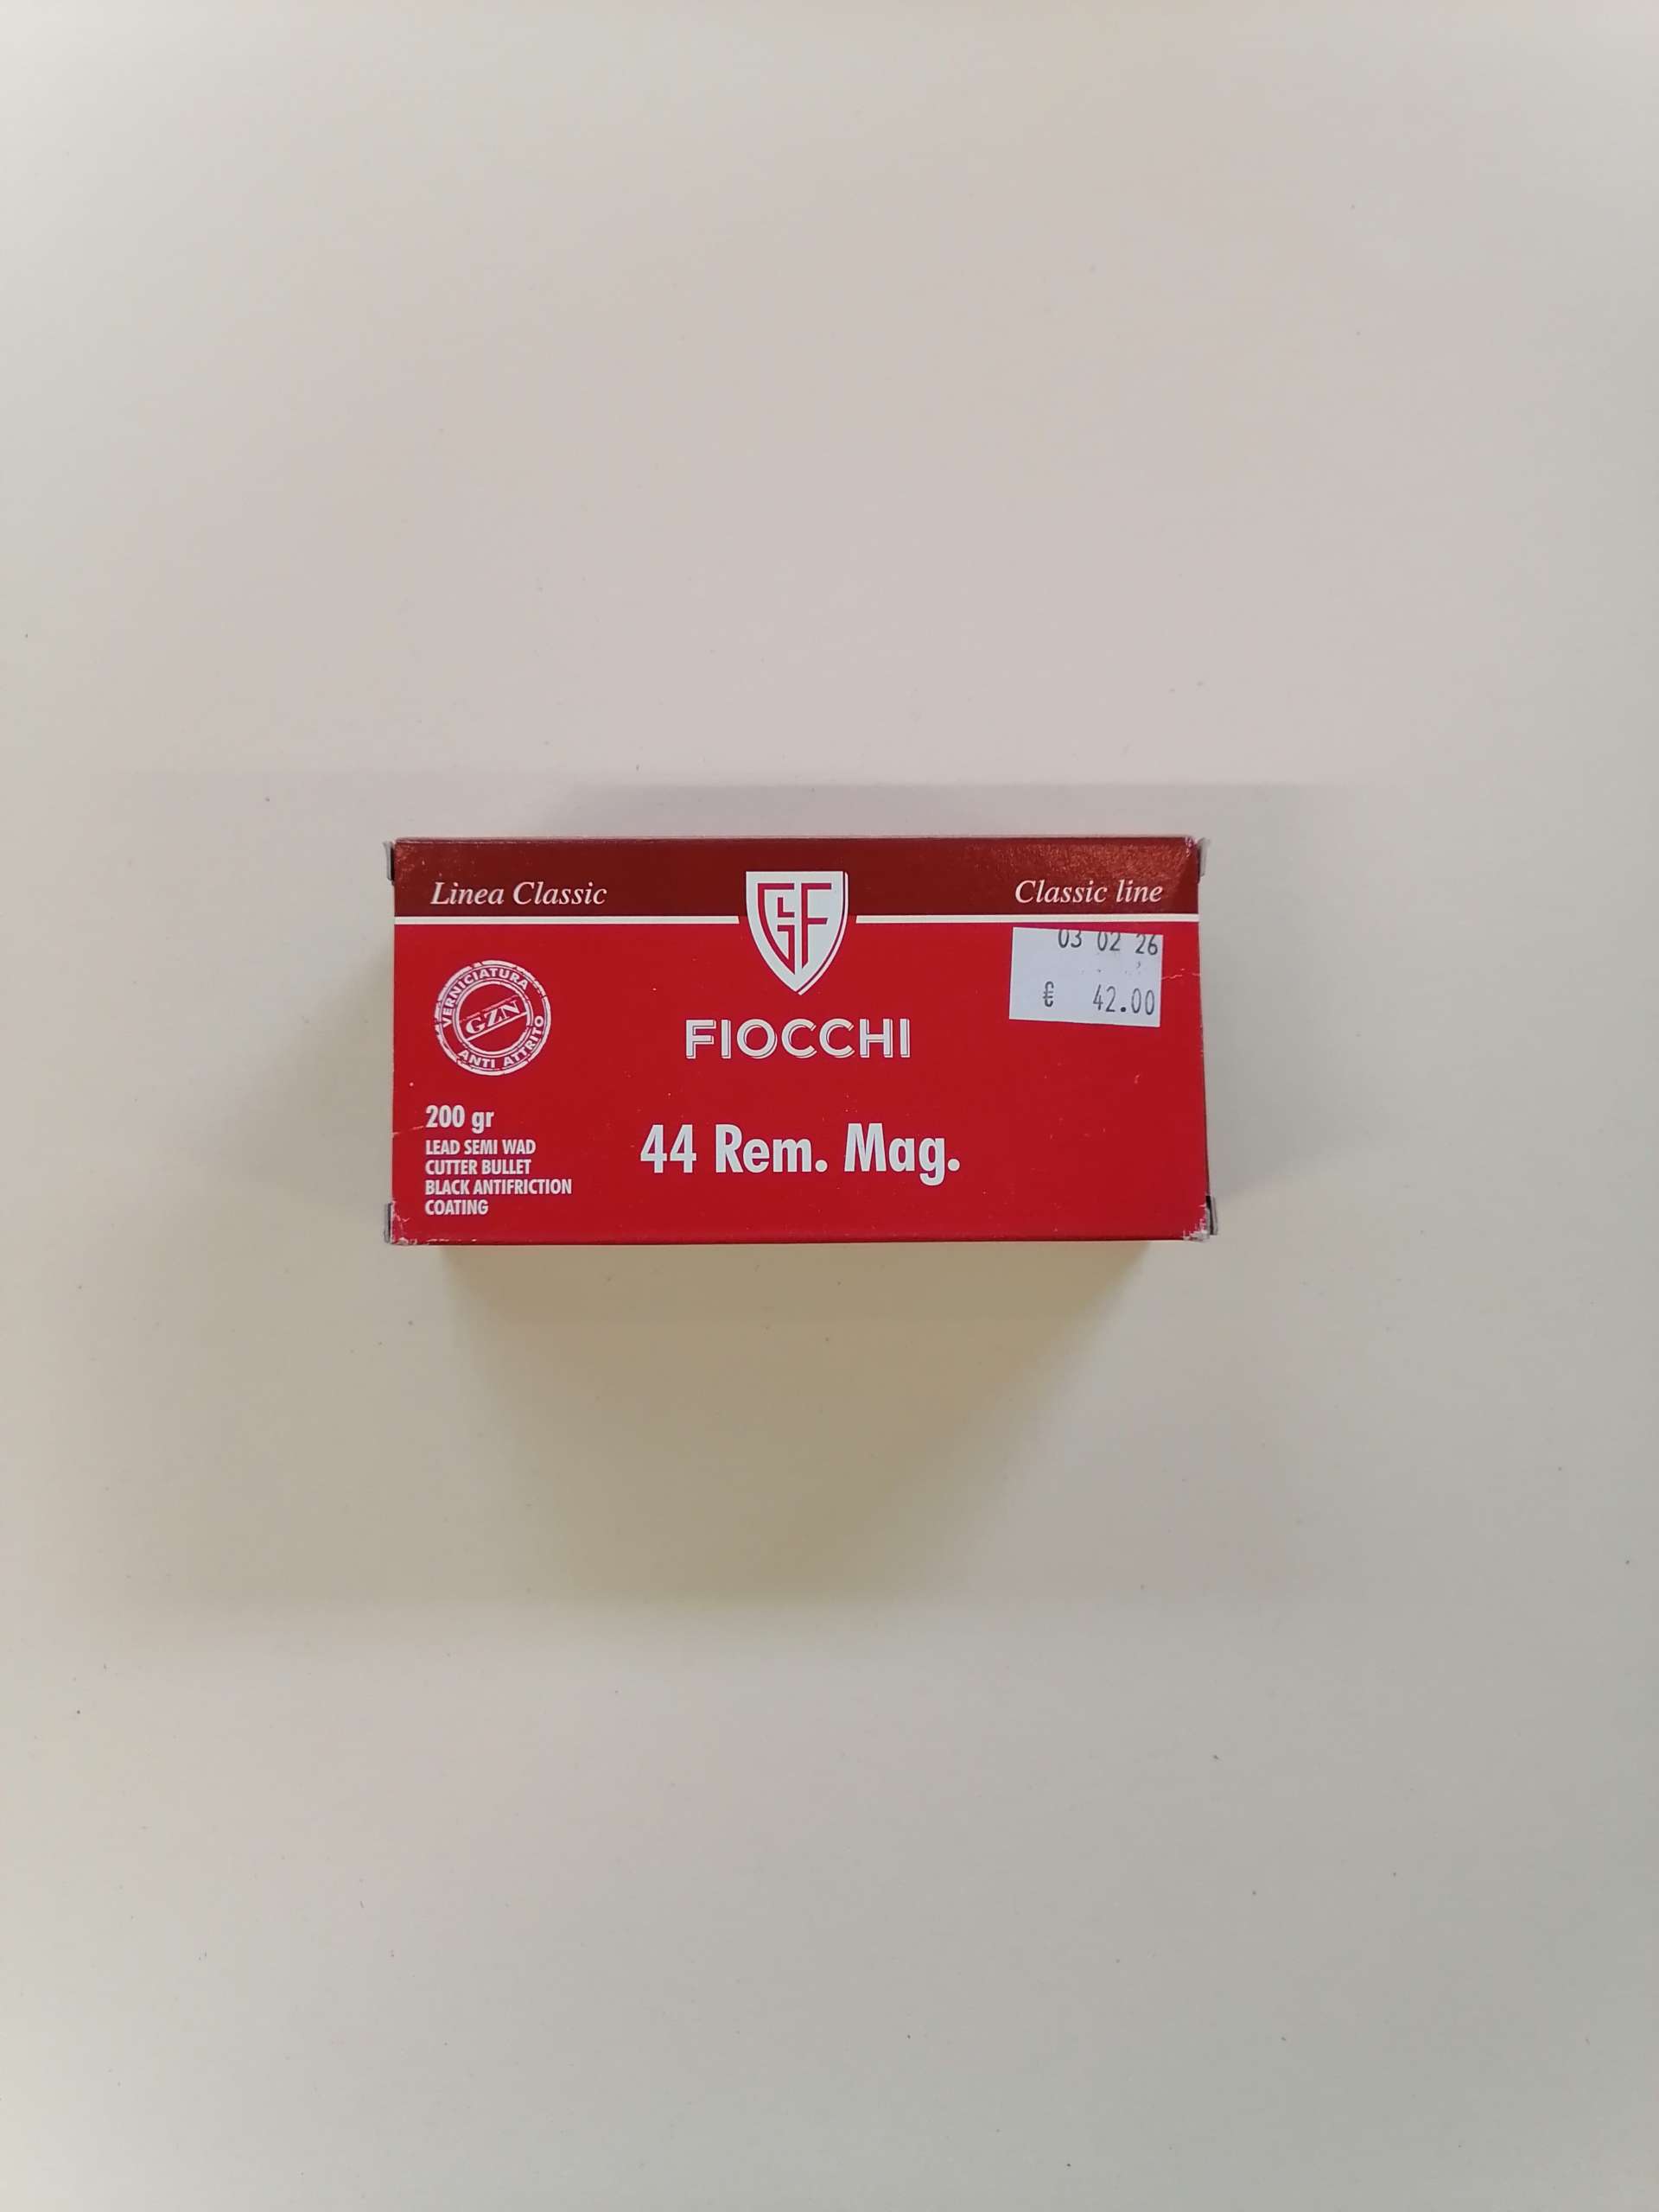 Linea Classic
GF
Classic line
03 02 26
€ 42.00
VERNICIATURA
GZN
ANTI ATTRITO
FIOCCHI
200 gr
LEAD SEMI WAD
CUTTER BULLET
BLACK ANTIFRICTION
COATING
44 Rem. Mag.